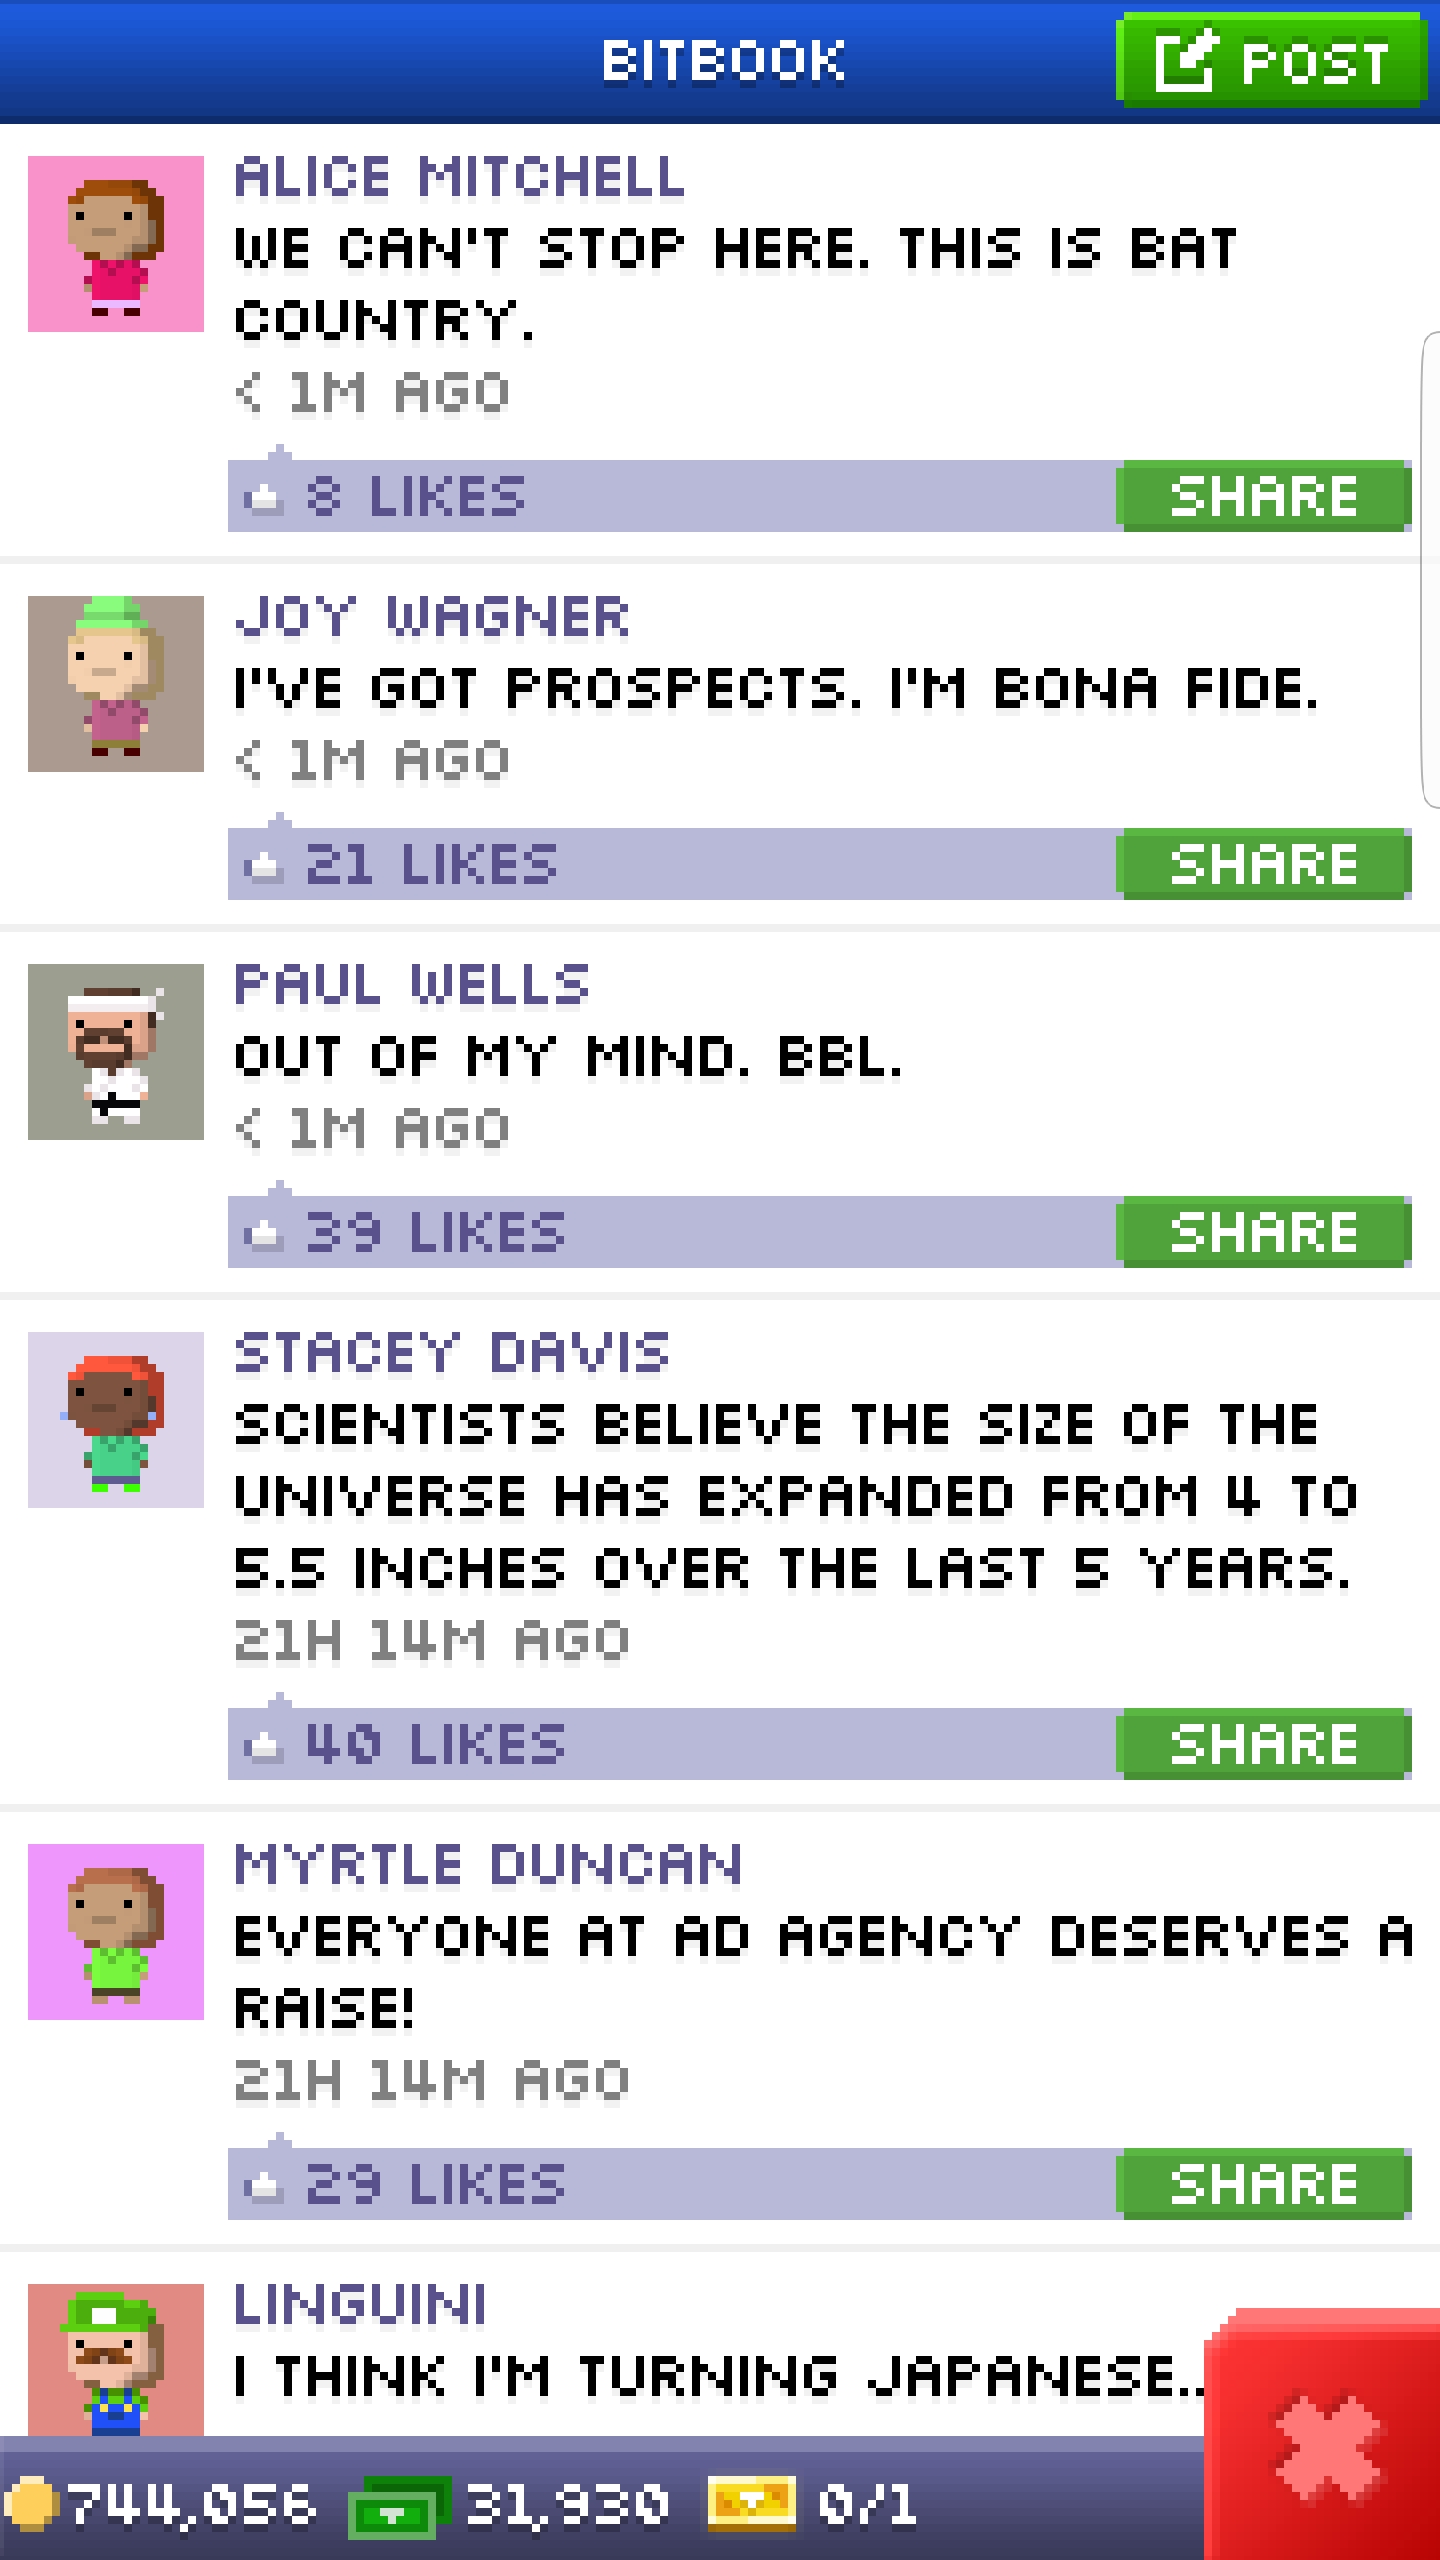 BITBOOK
POST
ALICE MITCHELL
WE CAN'T STOP HERE. THIS IS BAT
COUNTRY.
< 1M AGO
8 LIKES
SHARE
JOY WAGNER
I'VE GOT PROSPECTS. I'M BONA FIDE.
< 1M AGO
21 LIKES
SHARE
PAUL WELLS
OUT OF MY MIND. BBL.
< 1M AGO
39 LIKES
SHARE
STACEY DAVIS
SCIENTISTS BELIEVE THE SIZE OF THE
UNIVERSE HAS EXPANDED FROM 4 TO
5.5 INCHES OVER THE LAST 5 YEARS.
21H 14M AGO
40 LIKES
SHARE
MYRTLE DUNCAN
EVERYONE AT AD AGENCY DESERVES A
RAISE!
21H 14M AGO
29 LIKES
SHARE
LINGUINI
I THINK I'M TURNING JAPANESE..
744,056
31,930
0/1